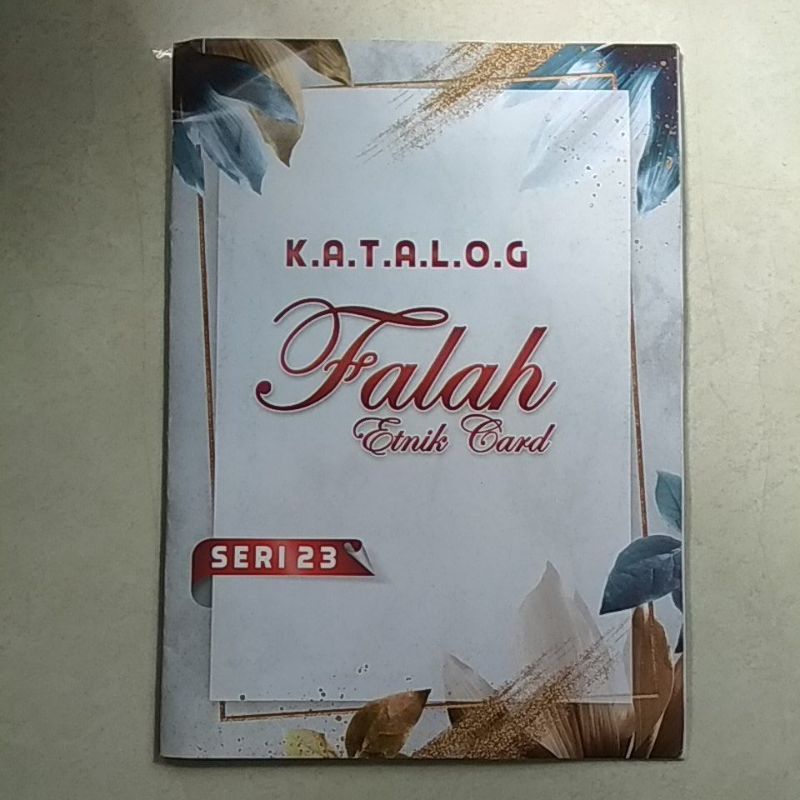 K.A.T.A.L.O.G
Falah
Etnik Card
SERI 23